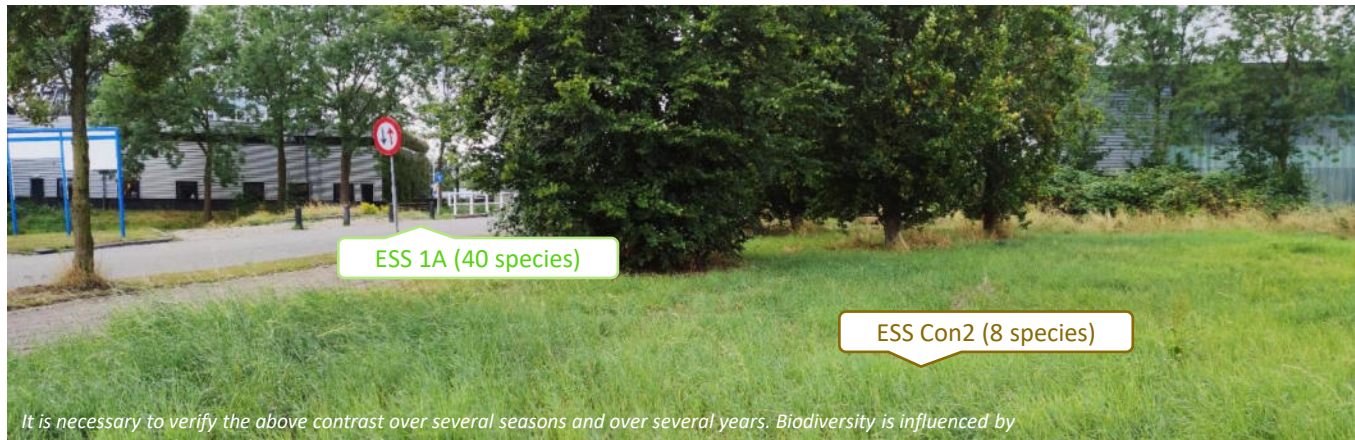 ESS 1A (40 species)
ESS Con2 (8 species)
It is necessary to verify the above contrast over several seasons and over several years. Biodiversity is influenced by